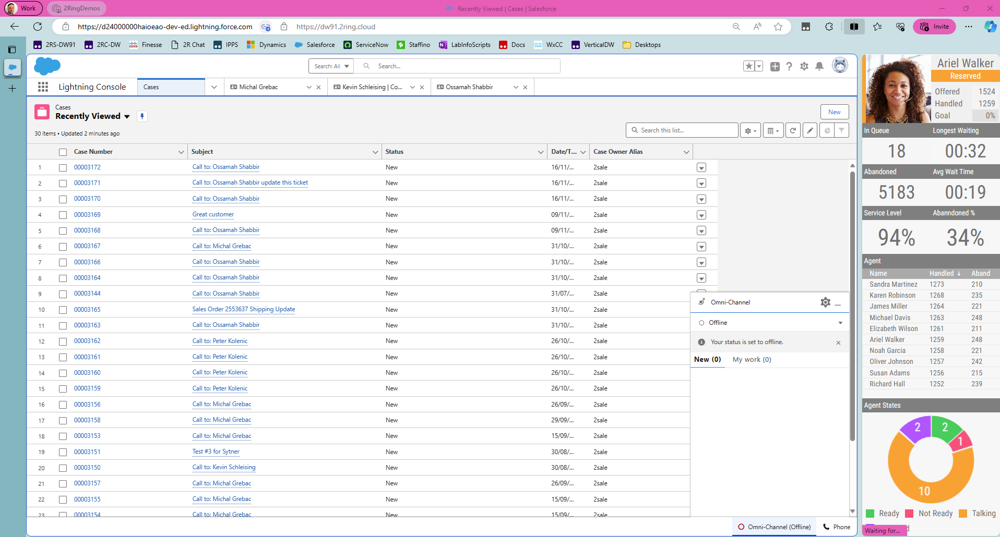 Work
2RingDemos
Recently Viewed | Cases | Salesforce
https://d24000000haioeao-dev-ed.lightning.force.com
https://dw91.2ring.cloud
Invite
2RS-DW91
2RC-DW
Finesse
2R Chat
IPPS
Dynamics
Salesforce
ServiceNow
Staffino
LabInfoScripts
Docs
WxCC
VerticalDW
Desktops
Search: All
Search...
Lightning Console
Cases
Michal Grebac
Kevin Schleising | Co...
Ossamah Shabbir
Cases
Recently Viewed
New
30 items • Updated 2 minutes ago
Search this list...
Case Number Subject Status Date/T... Case Owner Alias
1 00003172 Call to: Ossamah Shabbir New 16/11/... 2sale
2 00003171 Call to: Ossamah Shabbir update this ticket New 16/11/... 2sale
3 00003170 Call to: Ossamah Shabbir New 16/11/... 2sale
4 00003169 Great customer New 09/11/... 2sale
5 00003168 Call to: Ossamah Shabbir New 09/11/... 2sale
6 00003167 Call to: Michal Grebac New 31/10/... 2sale
7 00003166 Call to: Ossamah Shabbir New 31/10/... 2sale
8 00003164 Call to: Ossamah Shabbir New 31/10/... 2sale
9 00003144 Call to: Ossamah Shabbir New 31/07/... 2sale
10 00003165 Sales Order 2553637 Shipping Update New 31/10/... 2sale
11 00003163 Call to: Ossamah Shabbir New 31/10/... 2sale
12 00003162 Call to: Peter Kolenic New 26/10/... 2sale
13 00003161 Call to: Peter Kolenic New 26/10/... 2sale
14 00003160 Call to: Peter Kolenic New 26/10/... 2sale
15 00003159 Call to: Peter Kolenic New 26/10/... 2sale
16 00003156 Call to: Michal Grebac New 26/09/... 2sale
17 00003158 Call to: Michal Grebac New 29/09/... 2sale
18 00003153 Call to: Michal Grebac New 15/09/... 2sale
19 00003151 Test #3 for Sytner New 30/08/... 2sale
20 00003150 Call to: Kevin Schleising New 30/08/... 2sale
21 00003157 Call to: Michal Grebac New 26/09/... 2sale
22 00003155 Call to: Michal Grebac New 15/09/... 2sale
23 00003154 Call to: Michal Grebac New 15/09/... 2sale
Omni-Channel
Offline
Your status is set to offline.
New (0) My work (0)
Omni-Channel (Offline)
Phone
Ariel Walker
Reserved
Offered 1524
Handled 1259
Goal 0%
In Queue Longest Waiting
18 00:32
Abandoned Avg Wait Time
5183 00:19
Service Level Abanndoned %
94% 34%
Agent
Name Handled ↓ Aband
Sandra Martinez 1273 210
Karen Robinson 1268 235
James Miller 1264 221
Michael Davis 1263 248
Elizabeth Wilson 1261 211
Ariel Walker 1259 248
Noah Garcia 1258 221
Oliver Johnson 1257 242
Susan Adams 1256 215
Richard Hall 1252 239
Agent States
2
2
1
10
Ready Not Ready Talking
Waiting for...